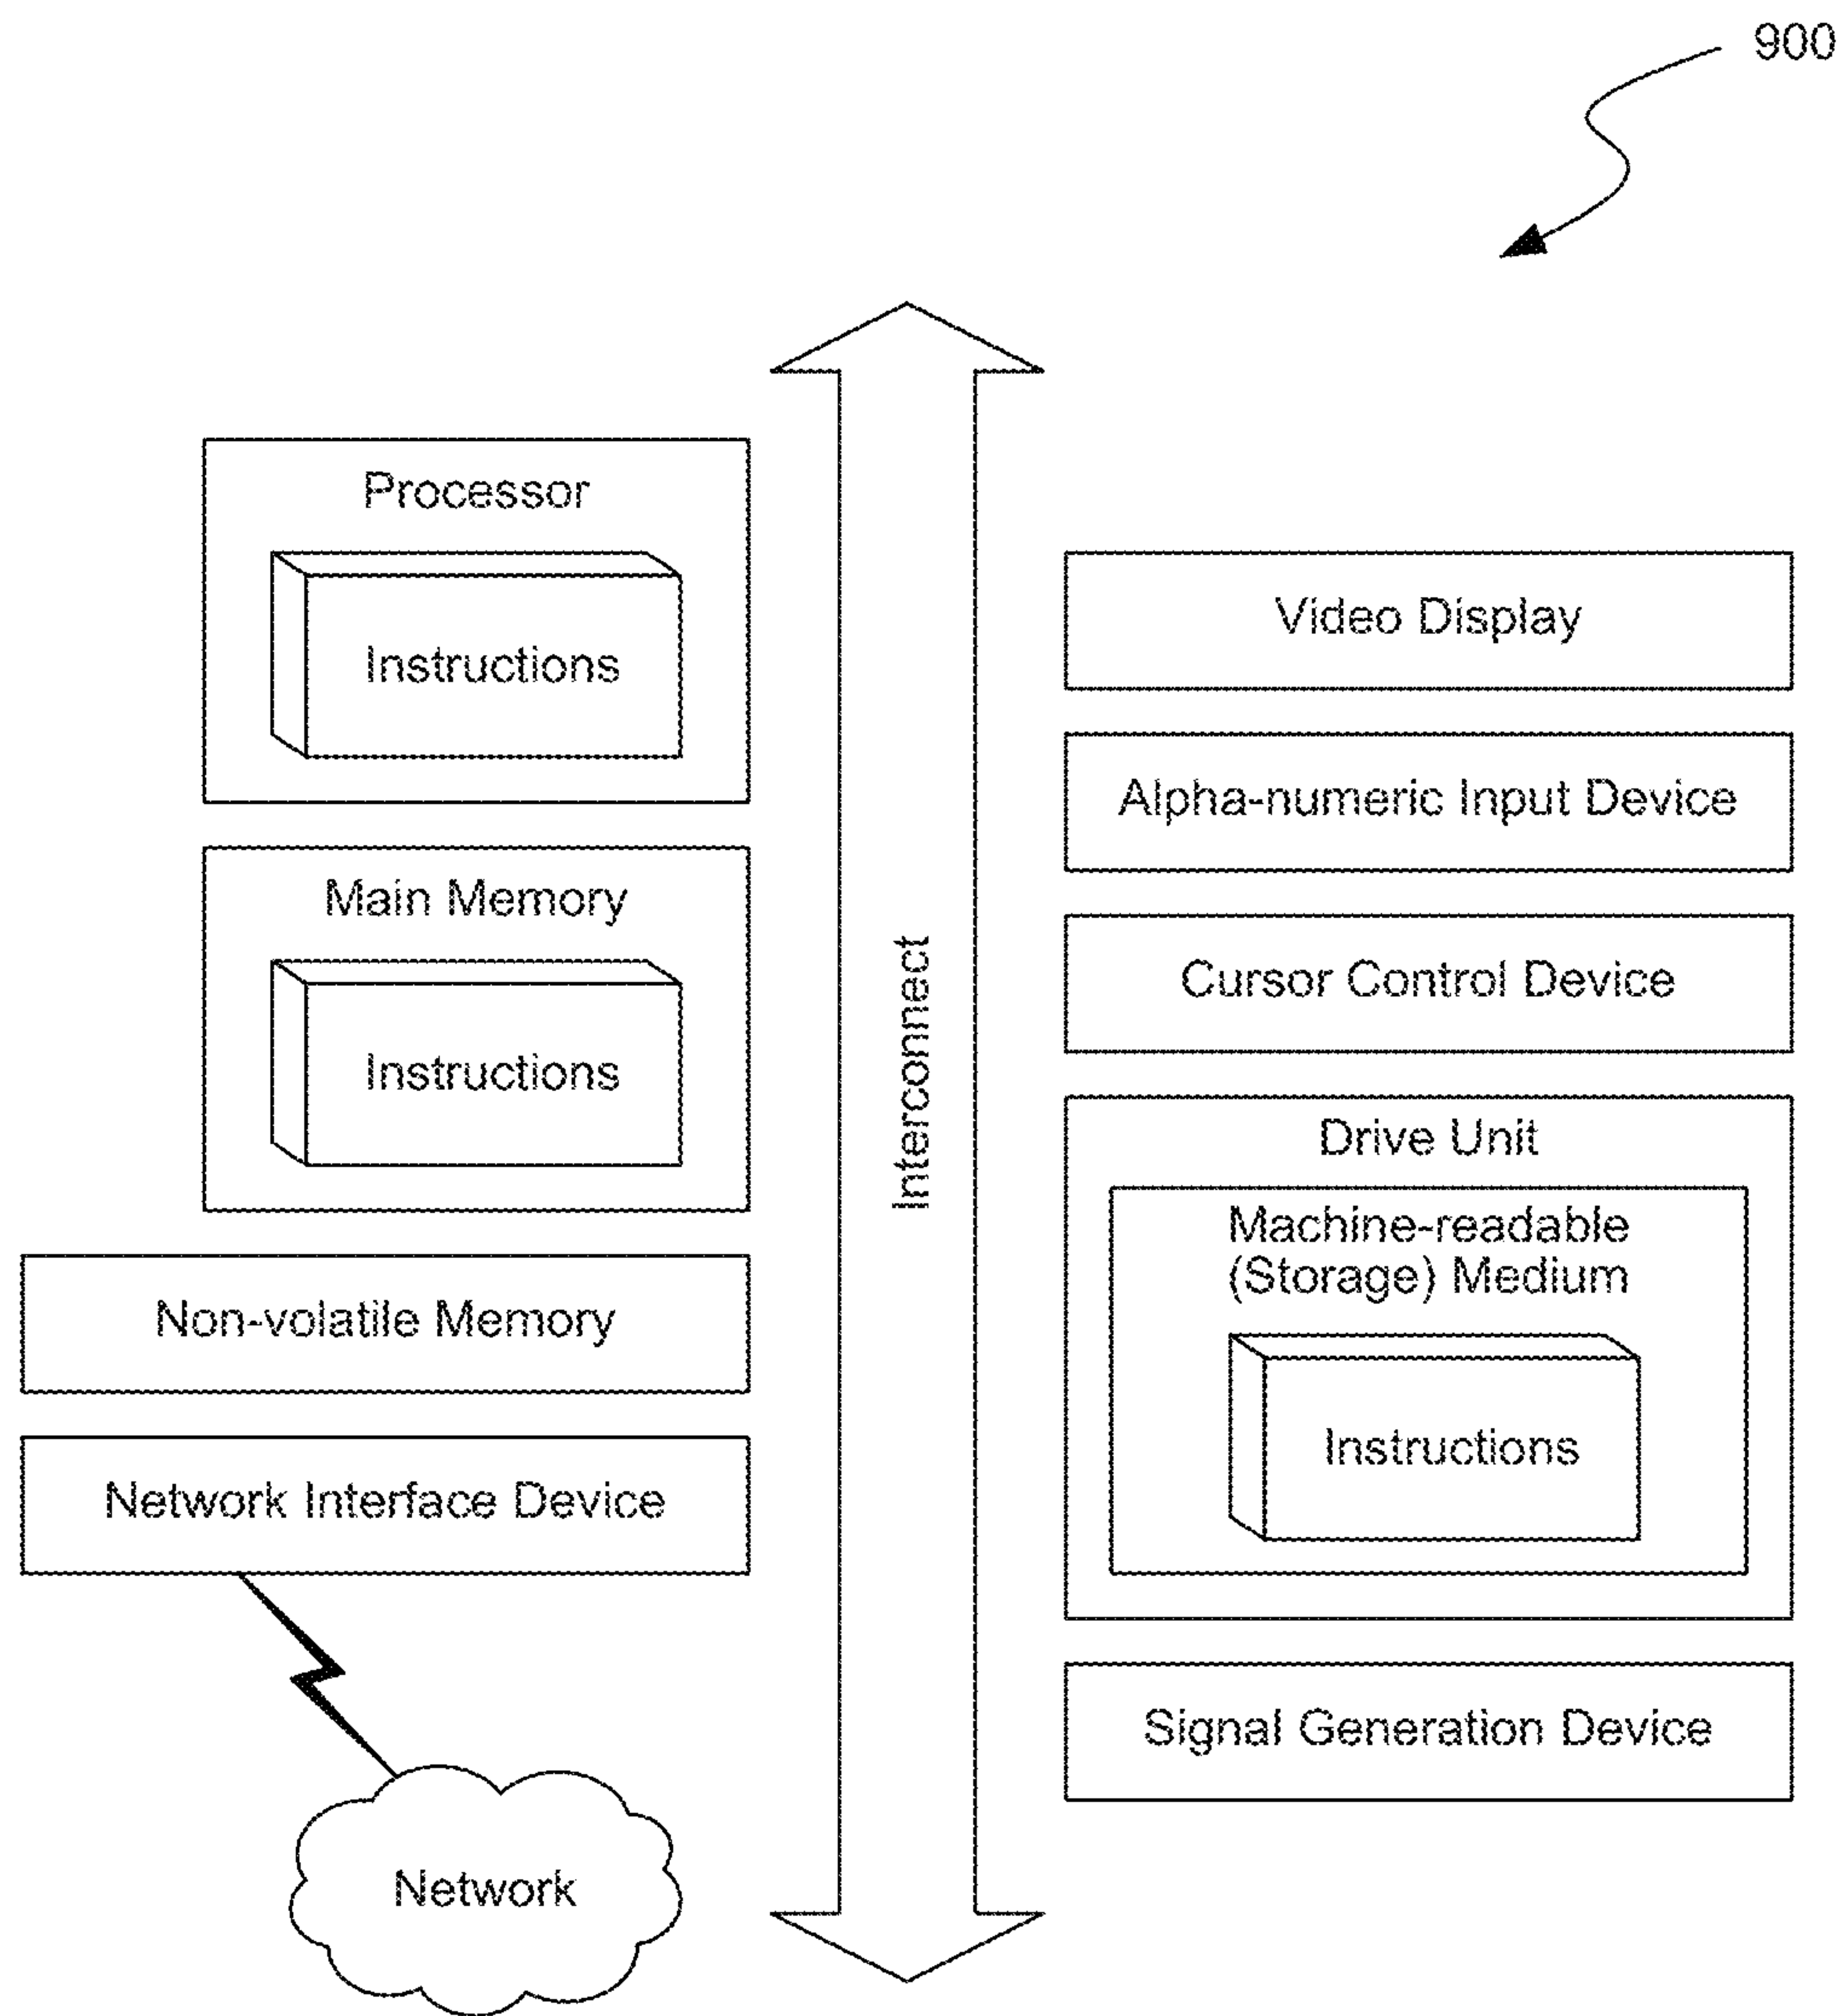 900
Processor
Instructions
Main Memory
Instructions
Non-volatile Memory
Network Interface Device
Network
Interconnect
Video Display
Alpha-numeric Input Device
Cursor Control Device
Drive Unit
Machine-readable
(Storage) Medium
Instructions
Signal Generation Device